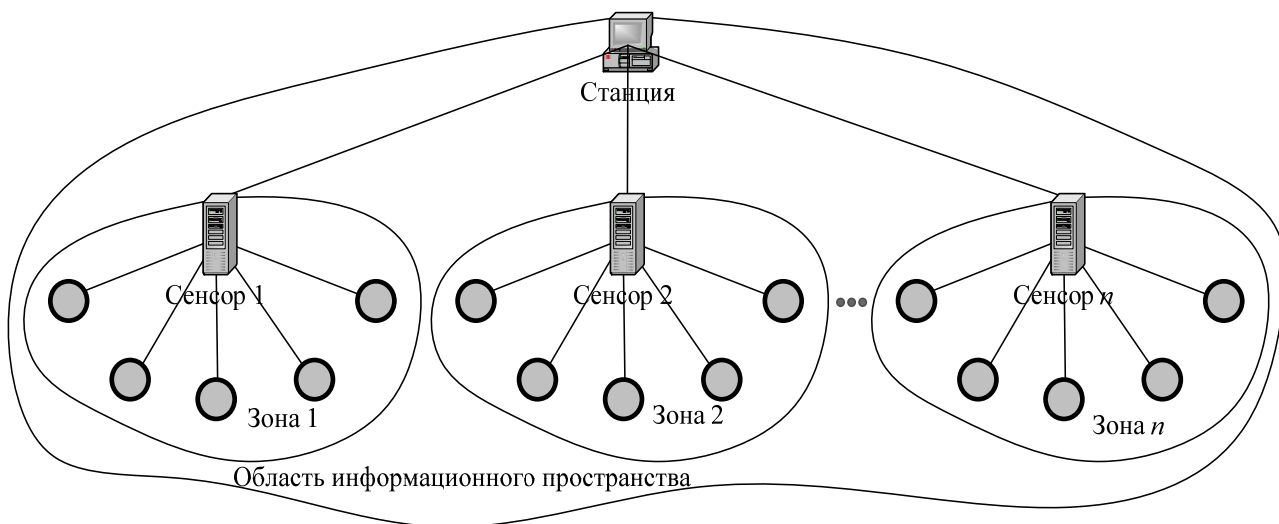 Станция
Сенсор 1
Сенсор 2
Сенсор n
Зона 1
Зона 2
Зона n
Область информационного пространства